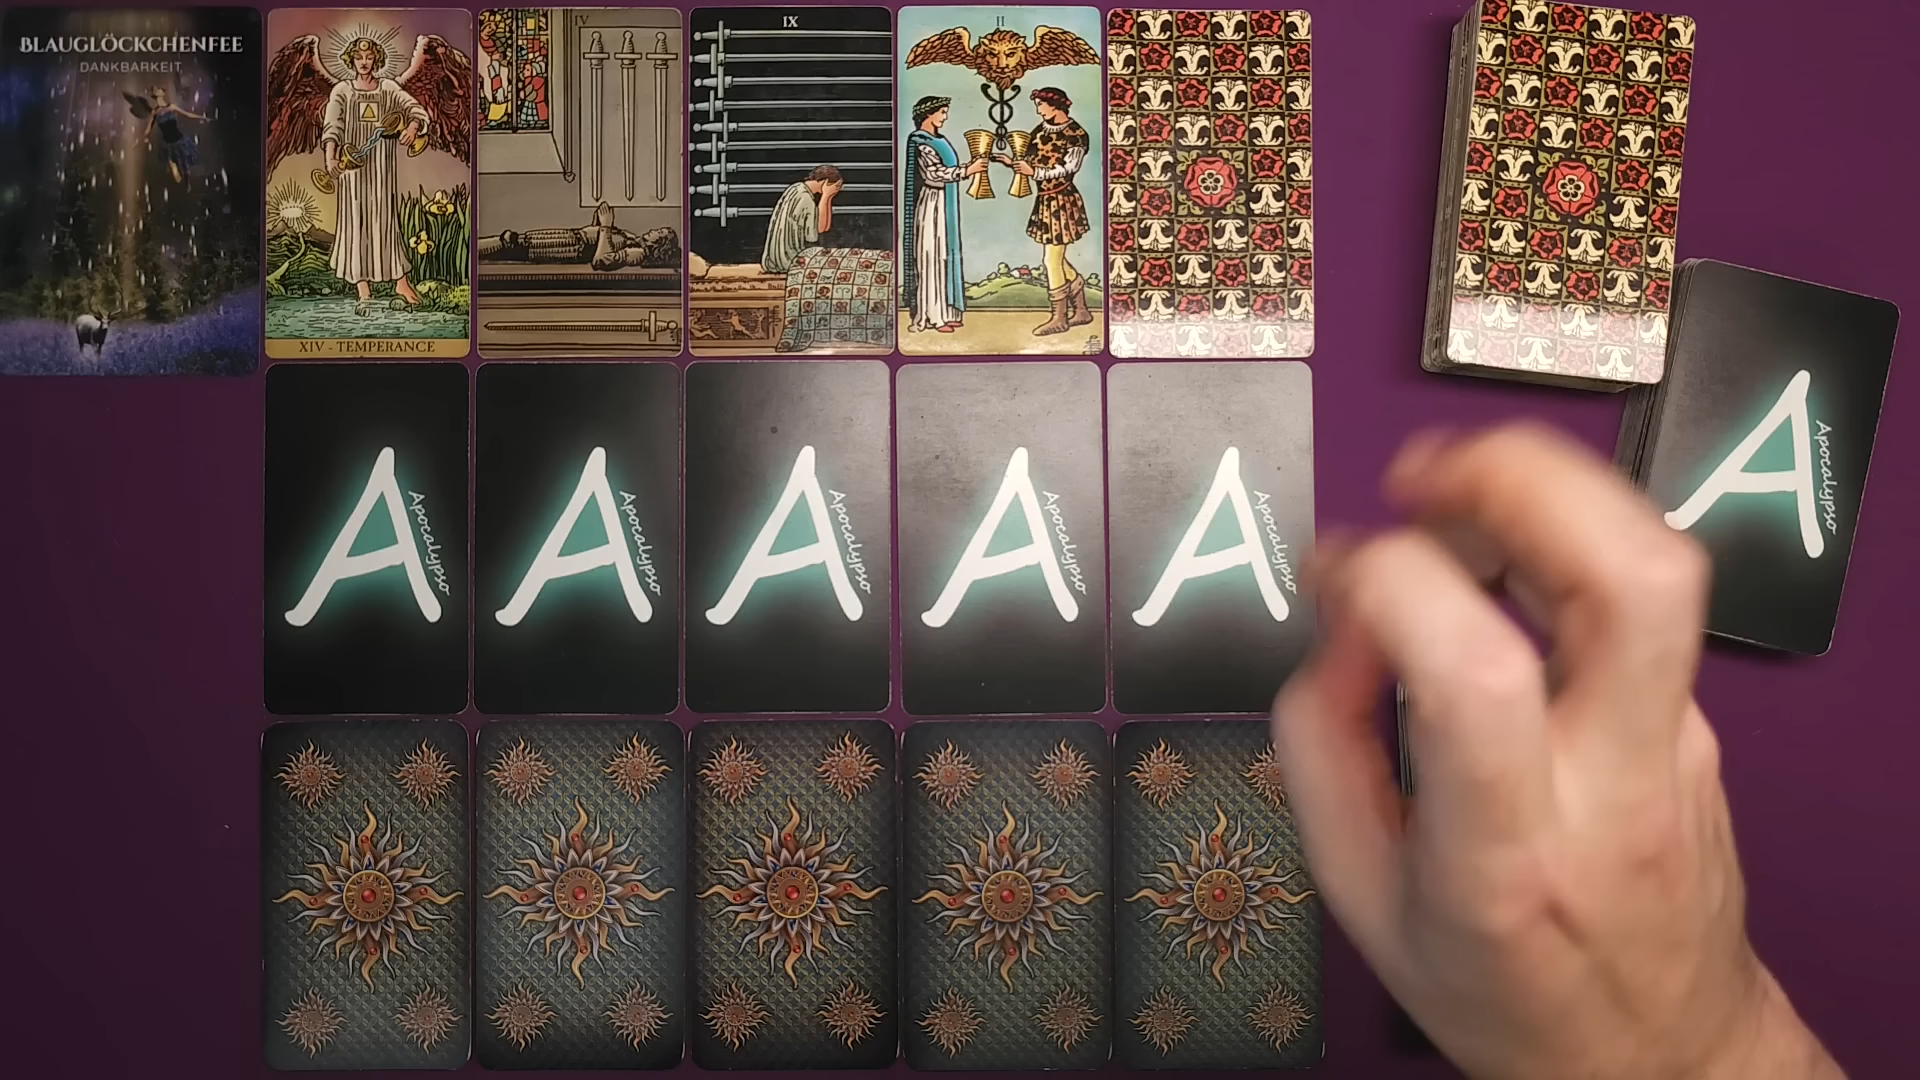 BLAUGLÖCKCHENFEE
DANKBARKEIT
XIV - TEMPERANCE
IV
IX
II
A Apocalypso
A Apocalypso
A Apocalypso
A Apocalypso
A Apocalypso
A Apocalypso